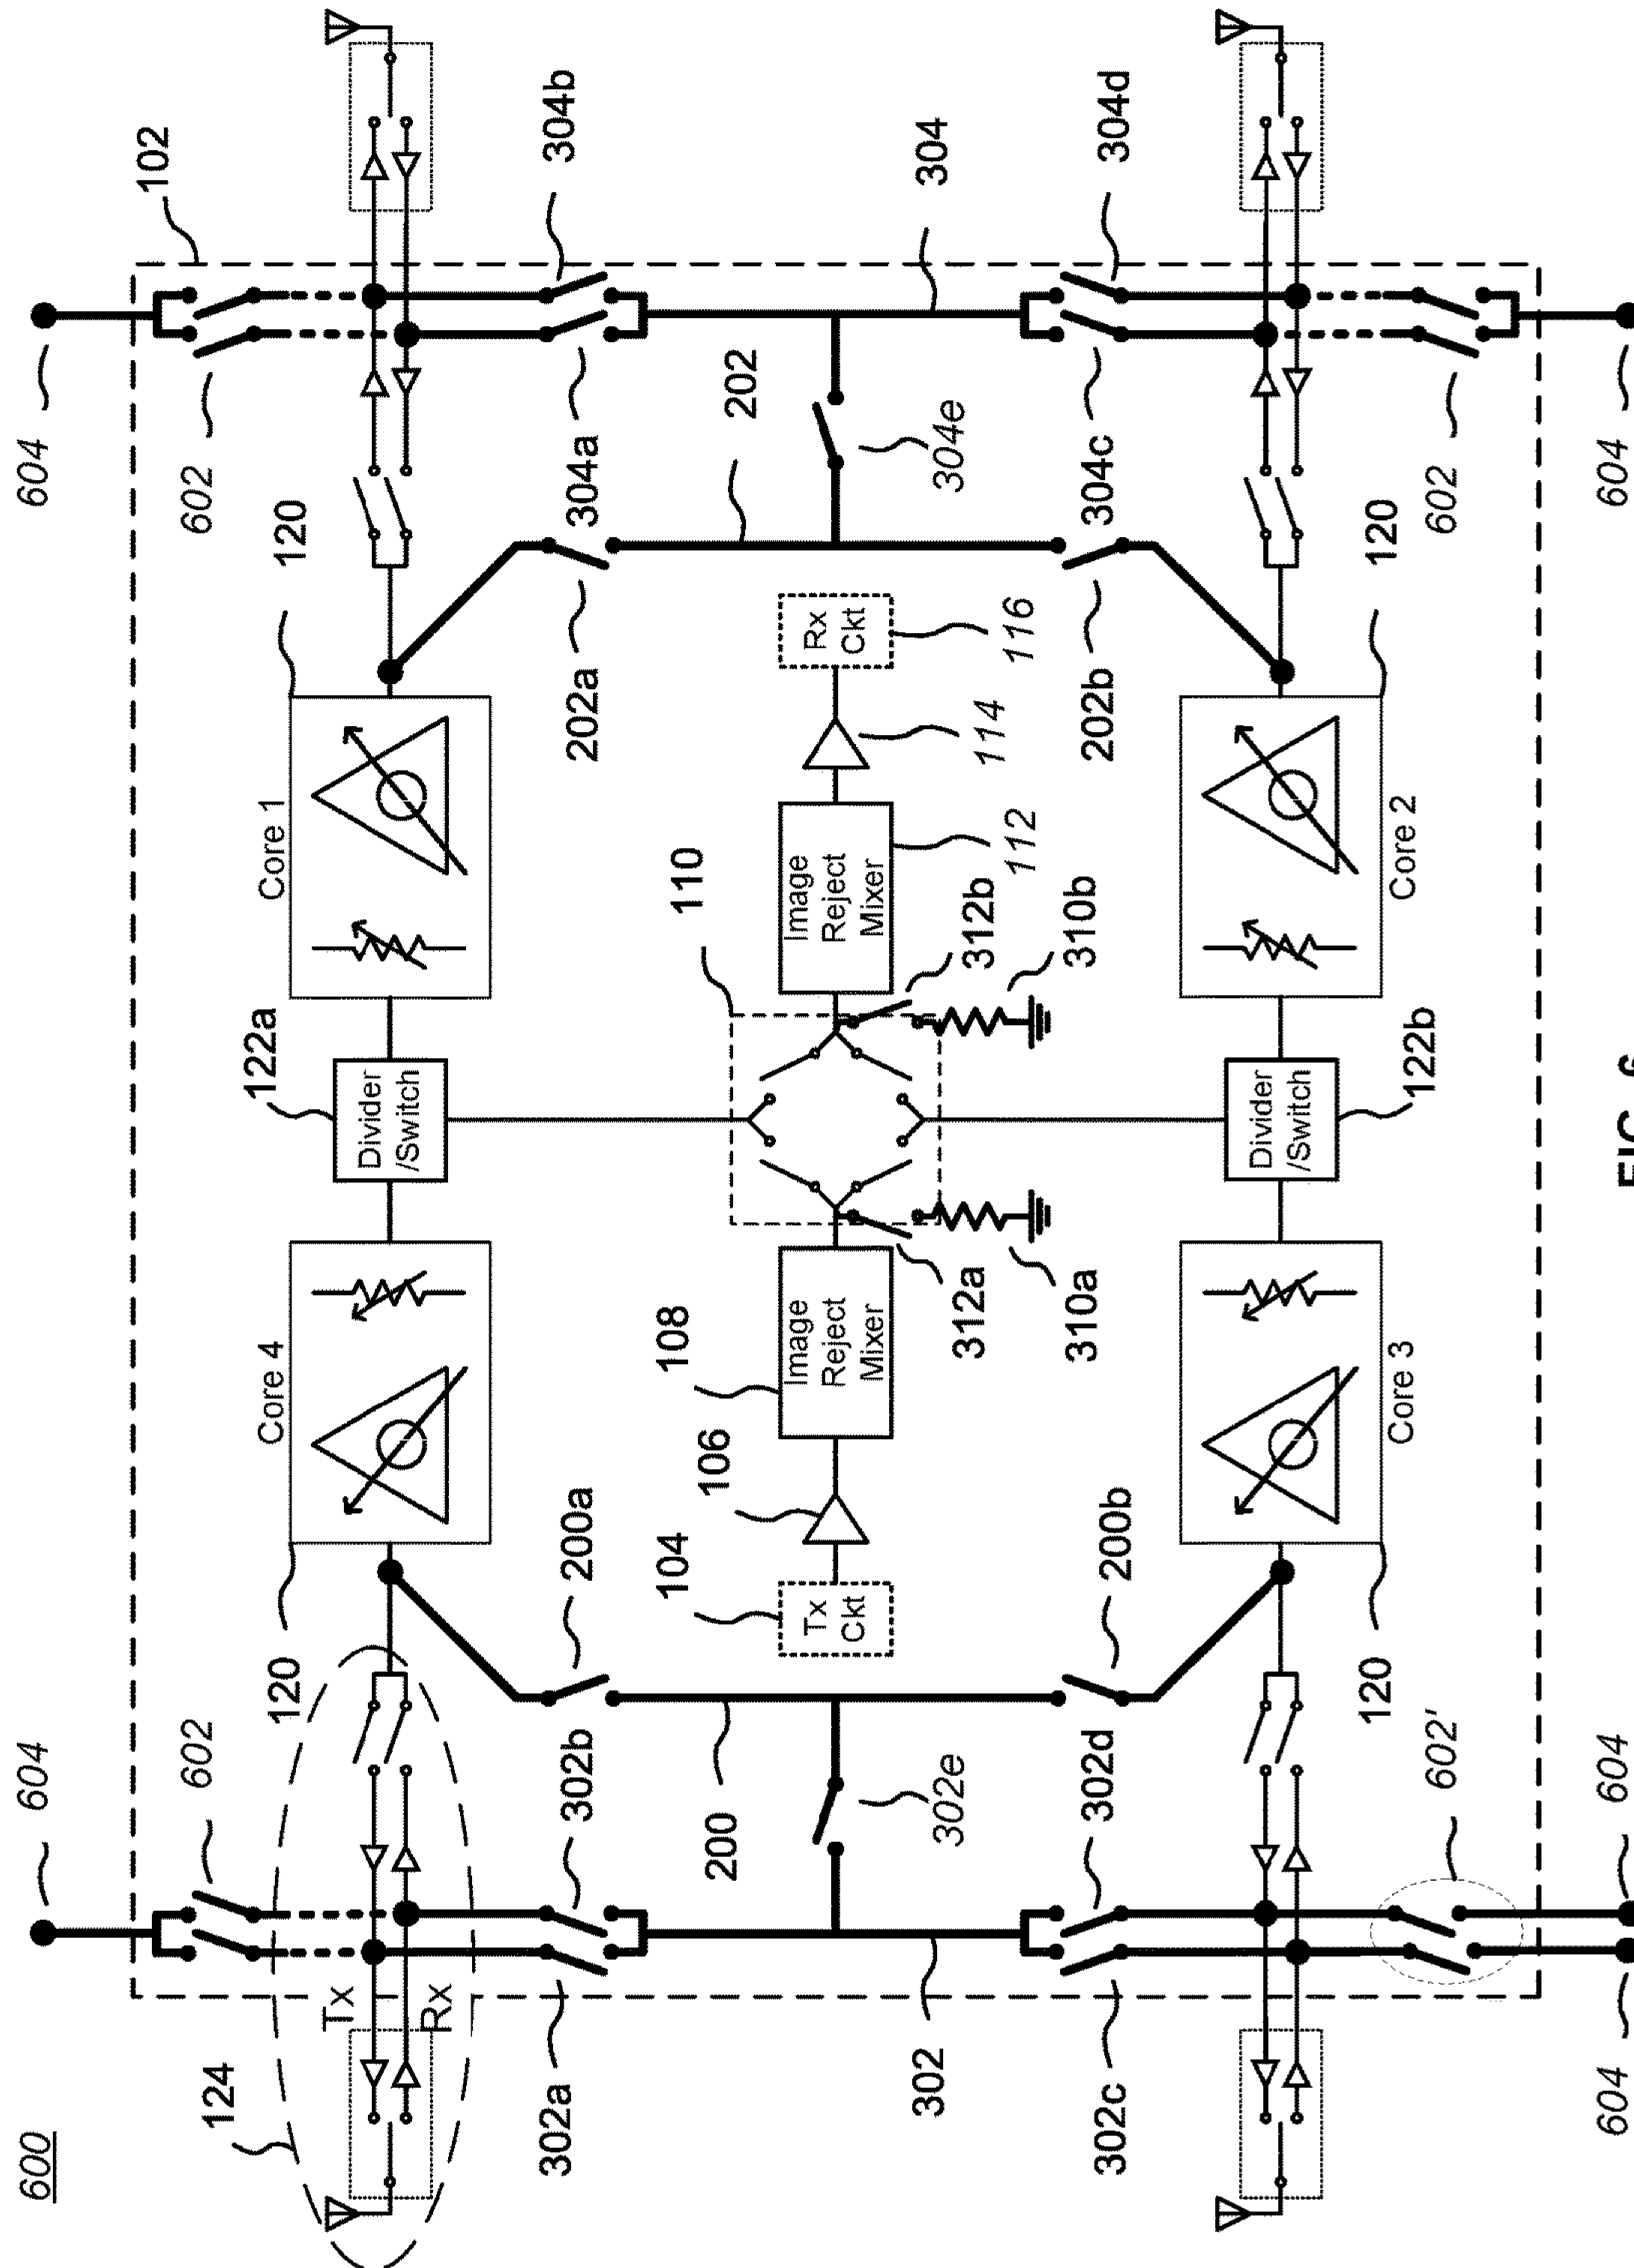 600
604
604
102
124
602
602
122a
Core 4
Core 1
120
120
Tx
Divider
/Switch
Rx
302a
302b
200a
202a
304a
304b
104
106
108
110
200
202
Tx
Ckt
Image
Reject
Mixer
Image
Reject
Mixer
Rx
Ckt
302
302e
312a
312b
112
114
116
304e
304
310a
310b
302c
302d
200b
202b
304c
304d
Divider
/Switch
Core 3
Core 2
120
120
122b
602'
602
604
604
604
FIG. 6